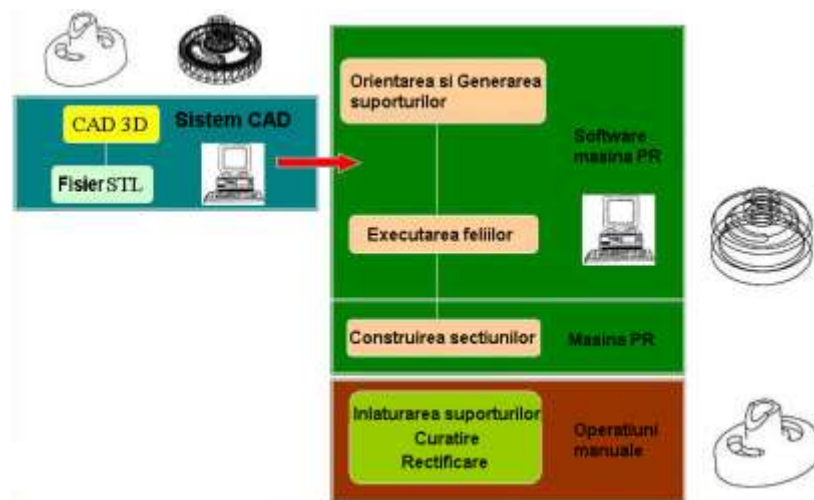 CAD 3D
Sistem CAD
Fisier STL
Orientarea si Generarea
suporturilor
Software
masina PR
Executarea feliilor
Construirea sectiunilor
Masina PR
Inlaturarea suporturilor
Curatire
Rectificare
Operatiuni
manuale